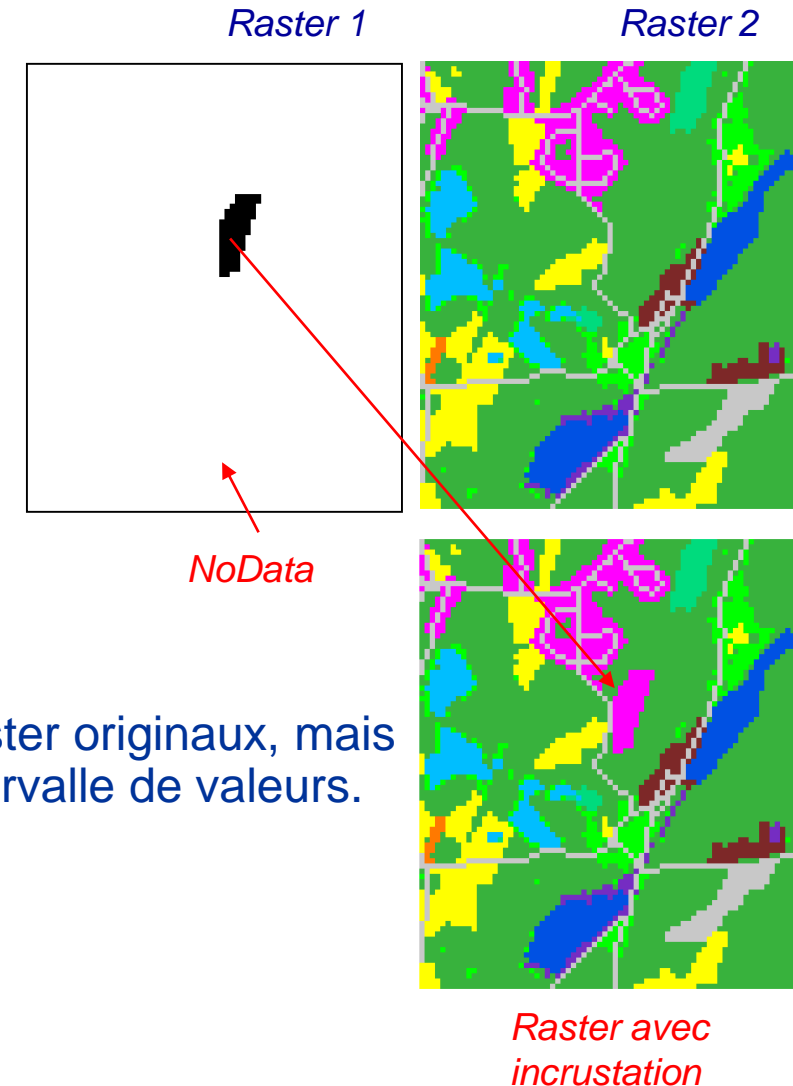 Raster 1
Raster 2
NoData
ster originaux, mais
rvalle de valeurs.
Raster avec
incrustation